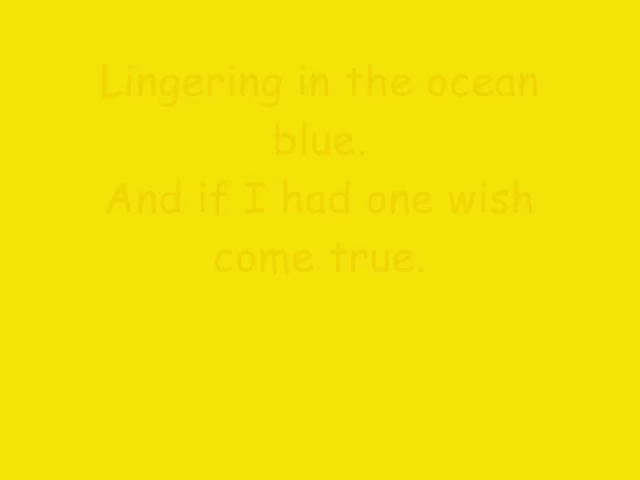 Lingering in the ocean
blue.
And if I had one wish
come true.